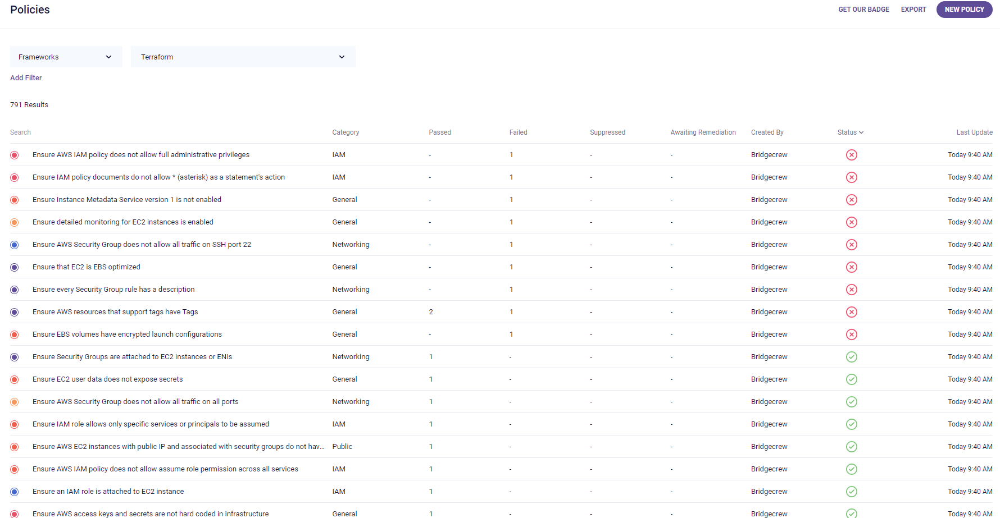 Policies
GET OUR BADGE EXPORT NEW POLICY
Frameworks Terraform
Add Filter
791 Results
Search Category Passed Failed Suppressed Awaiting Remediation Created By Status Last Update
Ensure AWS IAM policy does not allow full administrative privileges IAM - 1 - - Bridgecrew Today 9:40 AM
Ensure IAM policy documents do not allow * (asterisk) as a statement's action IAM - 1 - - Bridgecrew Today 9:40 AM
Ensure Instance Metadata Service version 1 is not enabled General - 1 - - Bridgecrew Today 9:40 AM
Ensure detailed monitoring for EC2 instances is enabled General - 1 - - Bridgecrew Today 9:40 AM
Ensure AWS Security Group does not allow all traffic on SSH port 22 Networking - 1 - - Bridgecrew Today 9:40 AM
Ensure that EC2 is EBS optimized General - 1 - - Bridgecrew Today 9:40 AM
Ensure every Security Group rule has a description Networking - 1 - - Bridgecrew Today 9:40 AM
Ensure AWS resources that support tags have Tags General 2 1 - - Bridgecrew Today 9:40 AM
Ensure EBS volumes have encrypted launch configurations General - 1 - - Bridgecrew Today 9:40 AM
Ensure Security Groups are attached to EC2 instances or ENIs Networking 1 - - - Bridgecrew Today 9:40 AM
Ensure EC2 user data does not expose secrets General 1 - - - Bridgecrew Today 9:40 AM
Ensure AWS Security Group does not allow all traffic on all ports Networking 1 - - - Bridgecrew Today 9:40 AM
Ensure IAM role allows only specific services or principals to be assumed IAM 1 - - - Bridgecrew Today 9:40 AM
Ensure AWS EC2 instances with public IP and associated with security groups do not hav... Public 1 - - - Bridgecrew Today 9:40 AM
Ensure AWS IAM policy does not allow assume role permission across all services IAM 1 - - - Bridgecrew Today 9:40 AM
Ensure an IAM role is attached to EC2 instance IAM 1 - - - Bridgecrew Today 9:40 AM
Ensure AWS access keys and secrets are not hard coded in infrastructure General 1 - - - Bridgecrew Today 9:40 AM